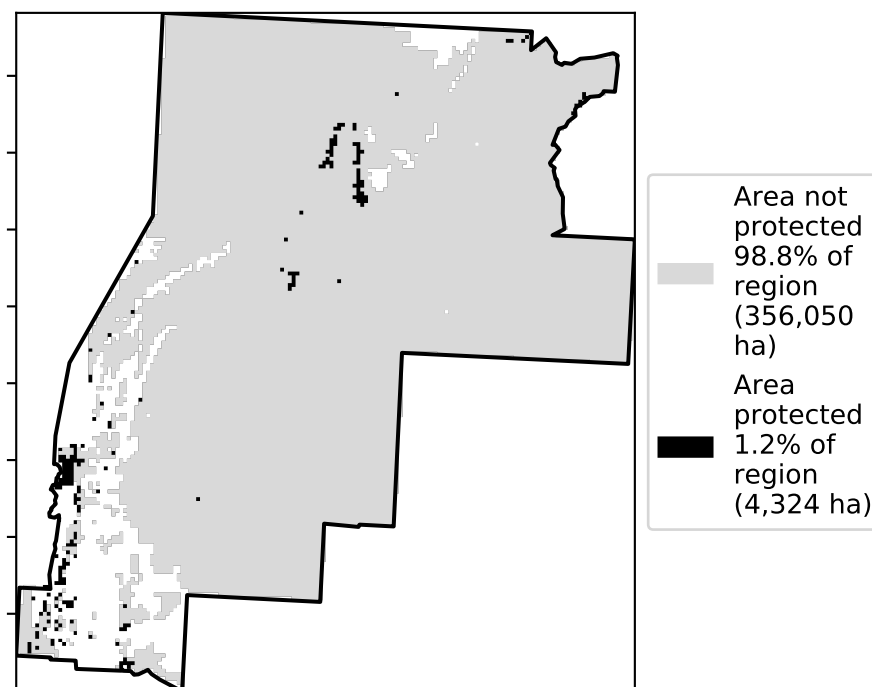 Area not
protected
98.8% of
region
(356,050
ha)
Area
protected
1.2% of
region
(4,324 ha)